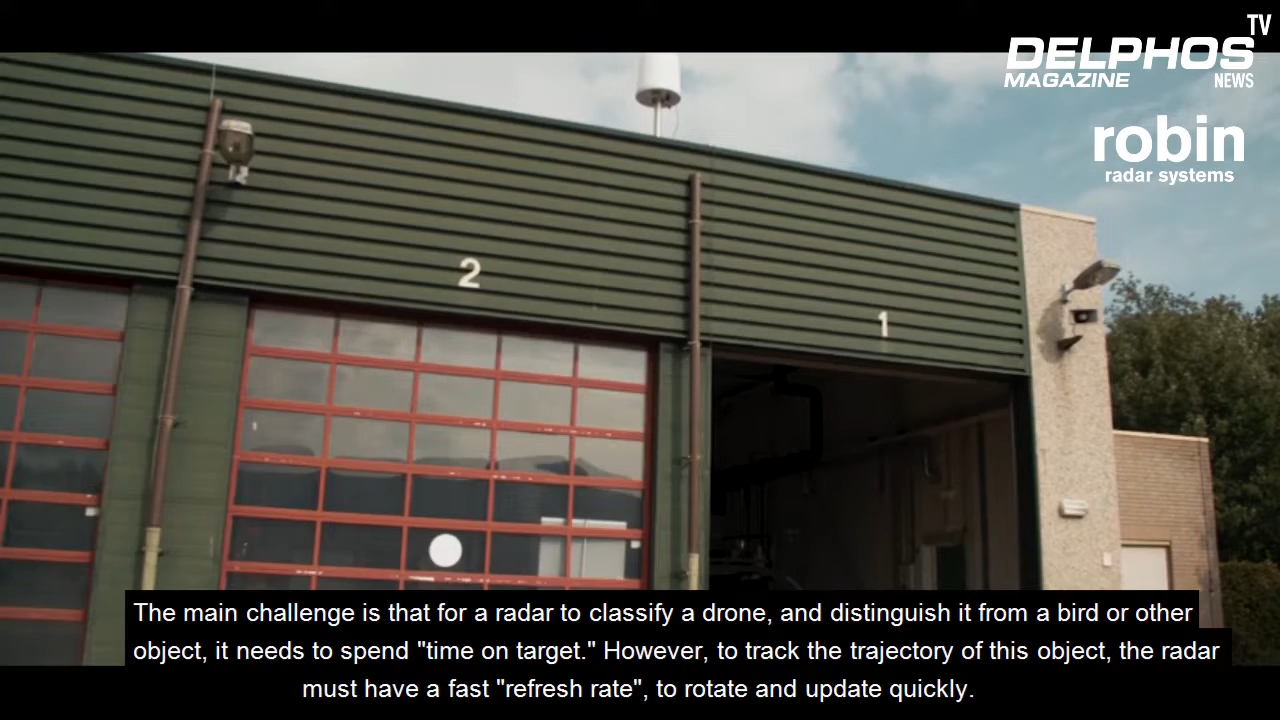 TV
DELPHOS
MAGAZINE NEWS
robin
radar systems
2
1
The main challenge is that for a radar to classify a drone, and distinguish it from a bird or other
object, it needs to spend "time on target." However, to track the trajectory of this object, the radar
must have a fast "refresh rate", to rotate and update quickly.